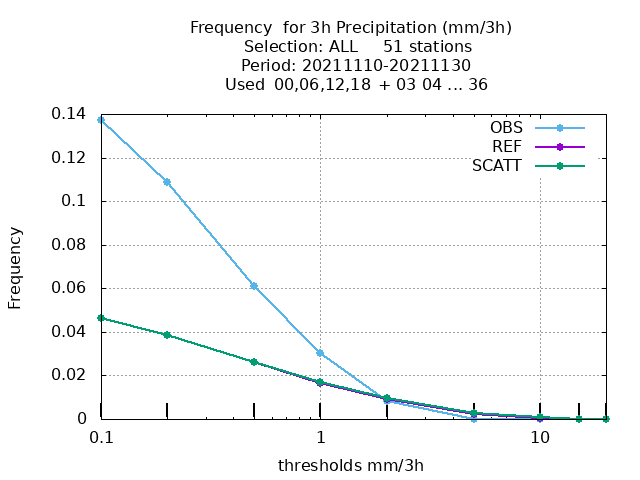 Frequency  for 3h Precipitation (mm/3h)
Selection: ALL     51 stations
Period: 20211110-20211130
Used  00,06,12,18  + 03 04 ... 36
OBS
REF
SCATT
Frequency
0.14
0.12
0.1
0.08
0.06
0.04
0.02
0
0.1
1
10
thresholds mm/3h